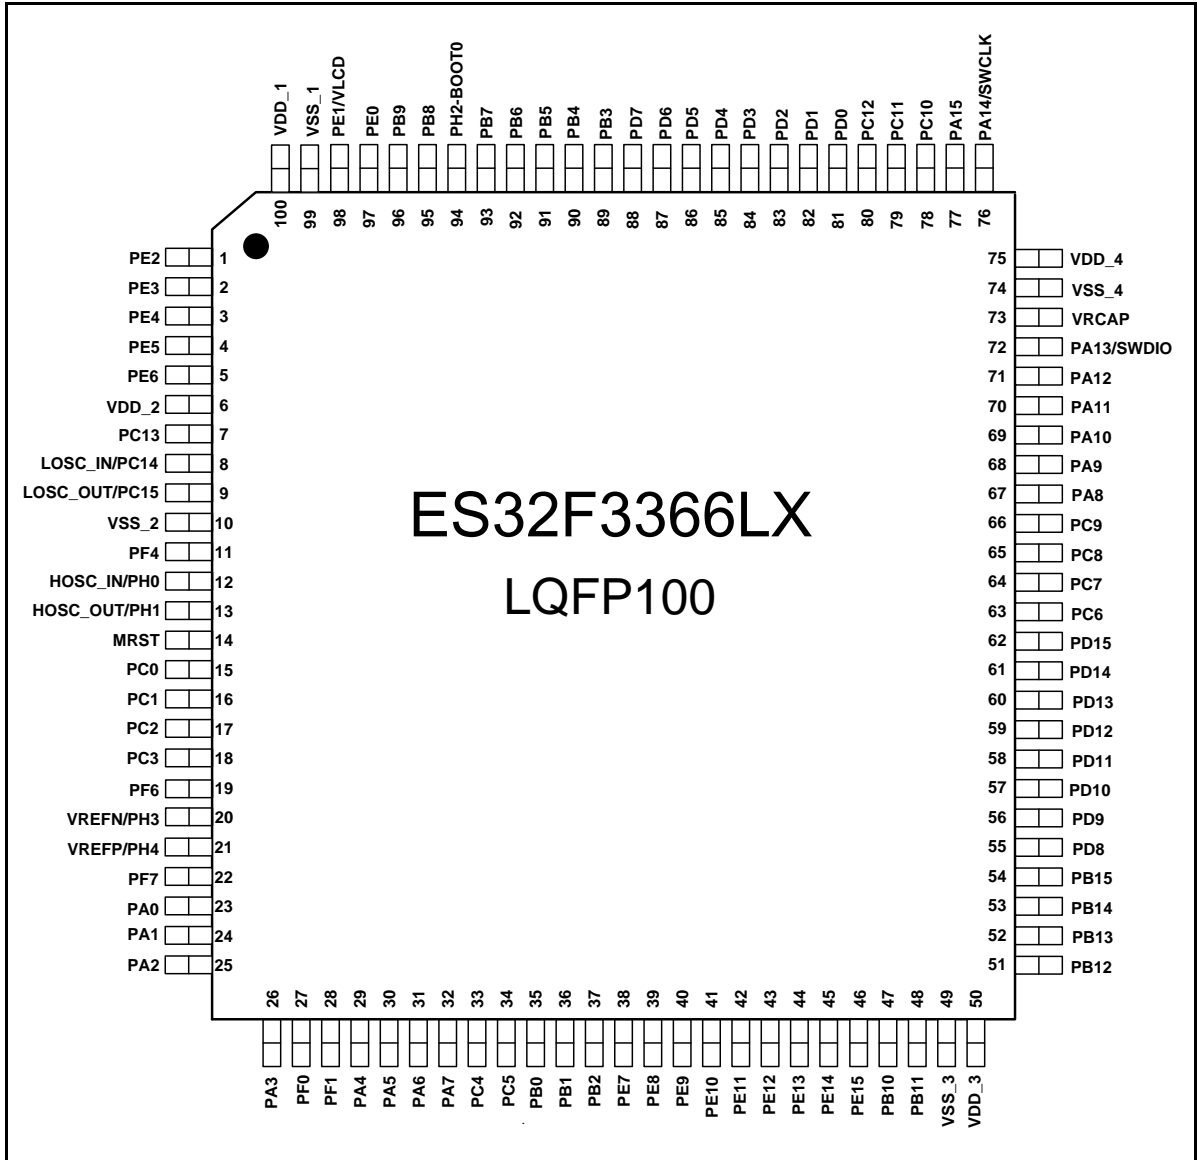 VDD_1
VSS_1
PE1/VLCD
PE0
PB9
PB8
PH2-BOOT0
PB7
PB6
PB5
PB4
PB3
PD7
PD6
PD5
PD4
PD3
PD2
PD1
PD0
PC12
PC11
PC10
PA15
PA14/SWCLK
100
99
98
97
96
95
94
93
92
91
90
89
88
87
86
85
84
83
82
81
80
79
78
77
76
PE2 1
PE3 2
PE4 3
PE5 4
PE6 5
VDD_2 6
PC13 7
LOSC_IN/PC14 8
LOSC_OUT/PC15 9
VSS_2 10
PF4 11
HOSC_IN/PH0 12
HOSC_OUT/PH1 13
MRST 14
PC0 15
PC1 16
PC2 17
PC3 18
PF6 19
VREFN/PH3 20
VREFP/PH4 21
PF7 22
PA0 23
PA1 24
PA2 25
ES32F3366LX
LQFP100
75 VDD_4
74 VSS_4
73 VRCAP
72 PA13/SWDIO
71 PA12
70 PA11
69 PA10
68 PA9
67 PA8
66 PC9
65 PC8
64 PC7
63 PC6
62 PD15
61 PD14
60 PD13
59 PD12
58 PD11
57 PD10
56 PD9
55 PD8
54 PB15
53 PB14
52 PB13
51 PB12
26
27
28
29
30
31
32
33
34
35
36
37
38
39
40
41
42
43
44
45
46
47
48
49
50
PA3
PF0
PF1
PA4
PA5
PA6
PA7
PC4
PC5
PB0
PB1
PB2
PE7
PE8
PE9
PE10
PE11
PE12
PE13
PE14
PE15
PB10
PB11
VSS_3
VDD_3